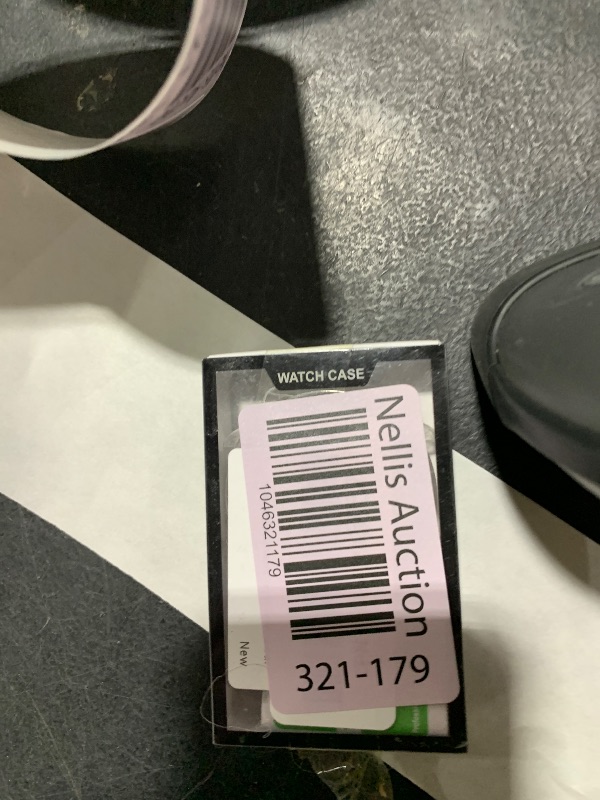 WATCH CASE
Nellis Auction
1046321179
321-179
New